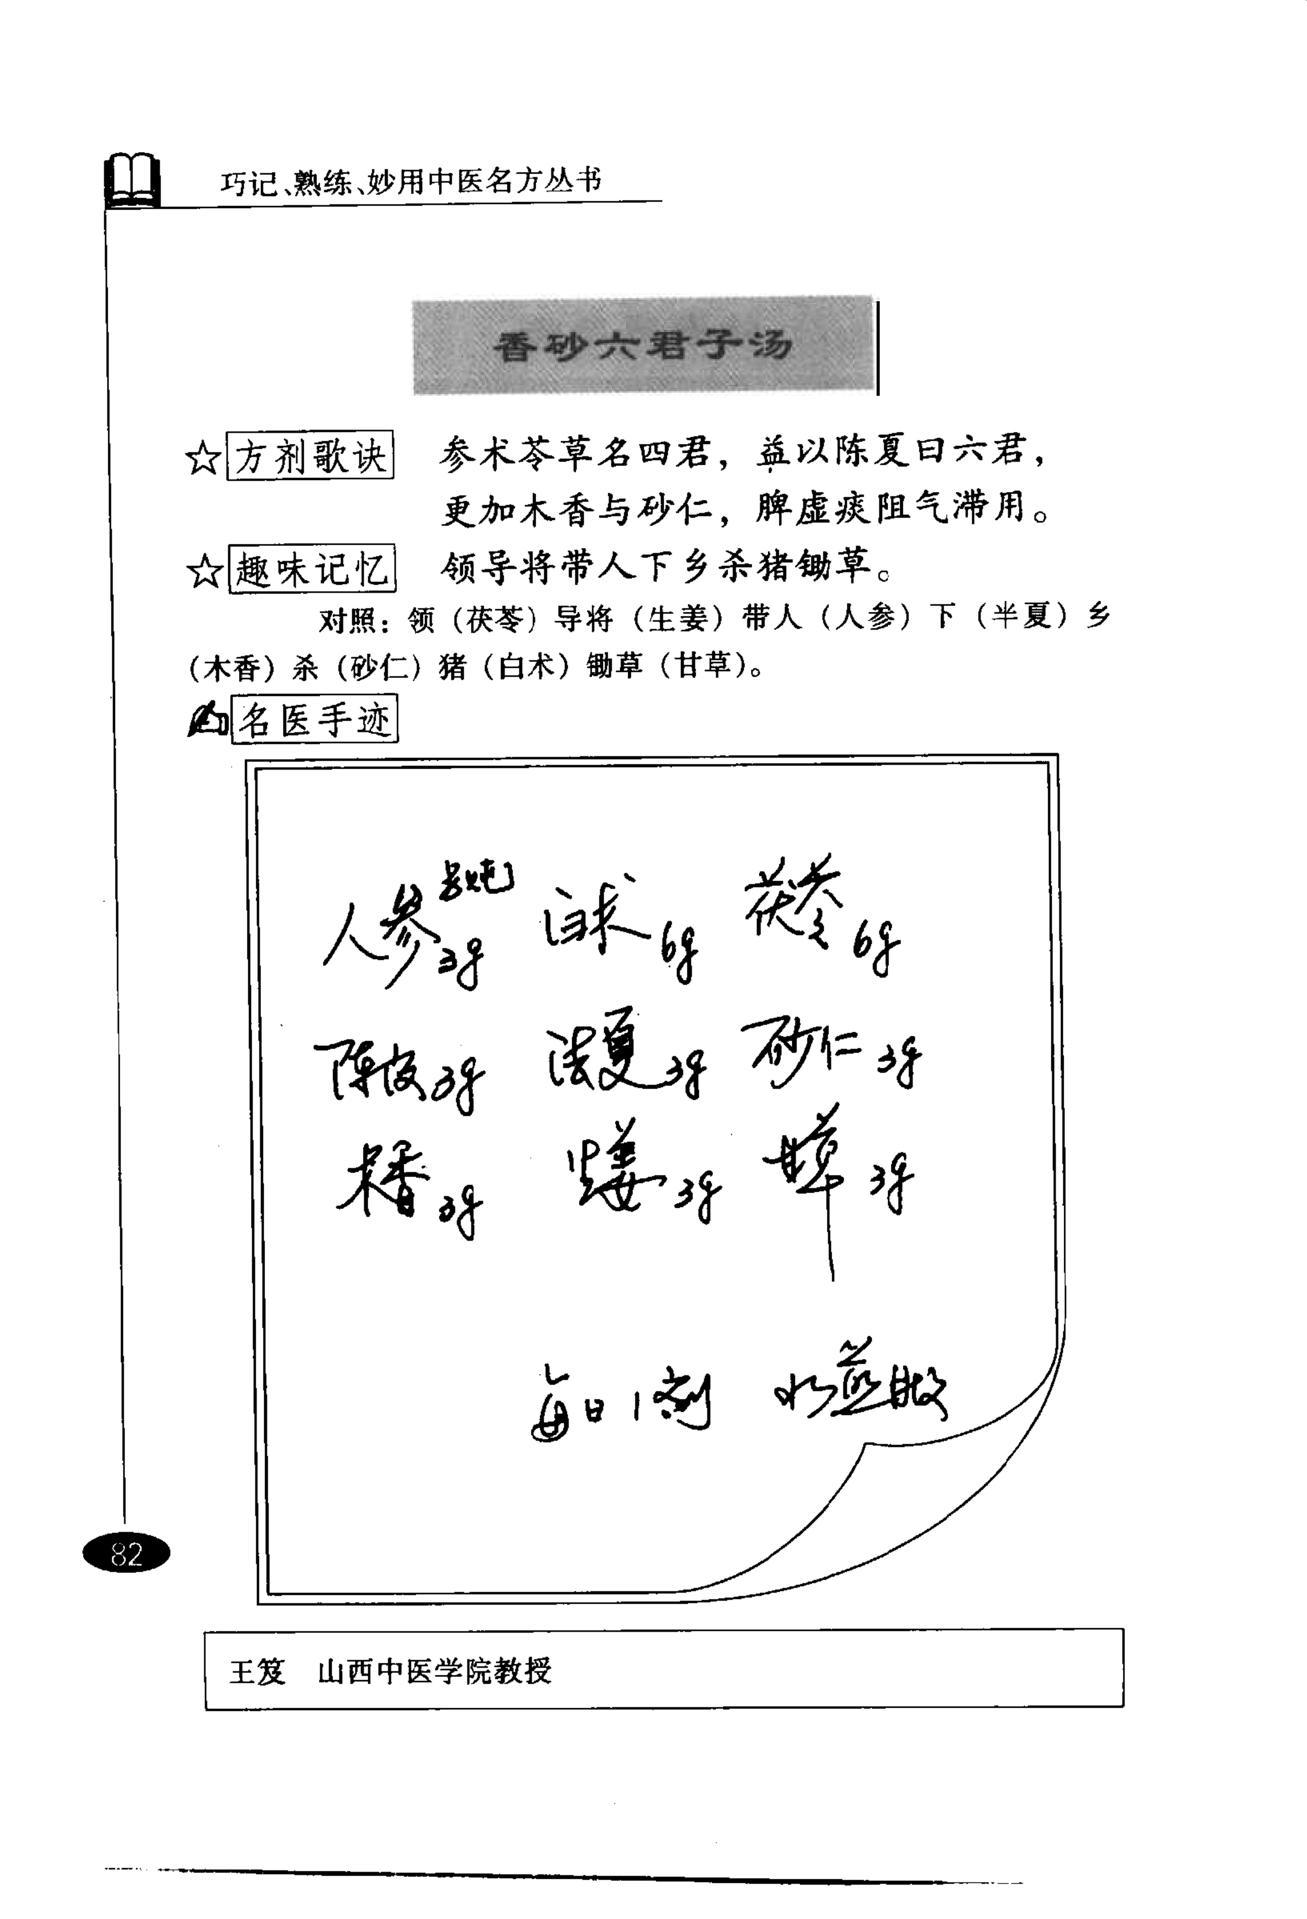 巧记、熟练、妙用中医名方丛书
香砂六君子汤
☆方剂歌诀 参术苓草名四君，益以陈夏曰六君，
更加木香与砂仁，脾虚痰阻气滞用。
☆趣味记忆 领导将带人下乡杀猪锄草。
对照：领（茯苓）导将（生姜）带人（人参）下（半夏）乡
（木香）杀（砂仁）猪（白术）锄草（甘草）。
名医手迹
人参 另炖 3g 白术 6g 茯苓 6g
陈皮 3g 法夏 3g 砂仁 3g
木香 3g 生姜 3g 甘草 3g
每日1剂 水煎服
82
王笈 山西中医学院教授